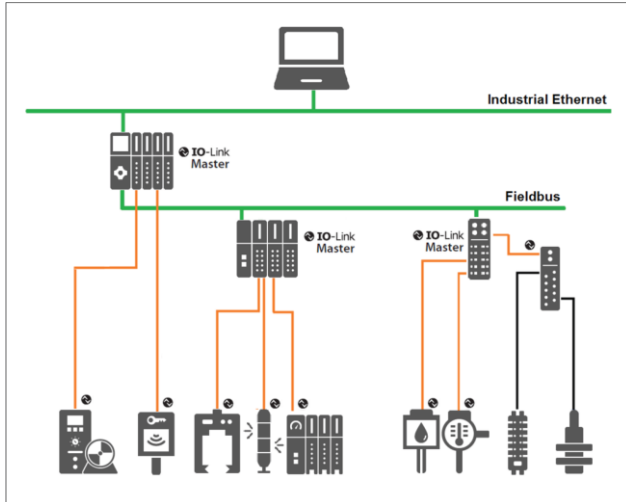 Industrial Ethernet
IO-Link
Master
Fieldbus
IO-Link
Master
IO-Link
Master